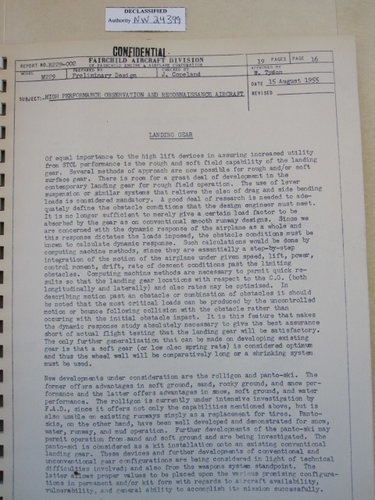 DECLASSIFIED
Authority NW 24399
CONFIDENTIAL
REPORT NO. R229-000
FAIRCHILD AIRCRAFT DIVISION
OF FAIRCHILD ENGINE & AIRPLANE CORPORATION
19 PAGES PAGE 16
MODEL M229
PREPARED BY Preliminary Design
CHECKED BY J. Copeland
APPROVED BY W. Tydon
DATE 15 August 1955
SUBJECT: HIGH PERFORMANCE OBSERVATION AND RECONNAISSANCE AIRCRAFT
REVISED
LANDING GEAR
Of equal importance to the high lift devices in assuring increased utility
from STOL performance is the rough and soft field capability of the landing
gear. Several methods of approach are now possible for rough and/or soft
surface gear. There is room for a great deal of development in the
contemporary landing gear for rough field operation. The use of lever
suspension or similar systems that relieve the oleo of drag and side bending
loads is considered mandatory. A good deal of research is needed to ade-
quately define the obstacle conditions that the design engineer must meet.
It is no longer sufficient to merely give a certain load factor to be
absorbed by the gear as on conventional smooth runway designs. Since we
are concerned with the dynamic response of the airplane as a whole and
this response dictates the loads imposed, the obstacle conditions must be
known to calculate dynamic response. Such calculations would be done by
computing machine methods, since they are essentially a step-by-step
integration of the motion of the airplane under given speed, lift, power,
control moments, drift, rate of descent conditions past the limiting
obstacles. Computing machine methods are necessary to permit quick re-
sults so that the landing gear locations with respect to the C.G. (both
longitudinally and laterally) and oleo rates may be optimised. In
describing motion past an obstacle or combination of obstacles it should
be noted that the most critical loads can be produced by the uncontrolled
motion or bounce following collision with the obstacle rather than
occurring with the initial obstacle impact. It is this feature that makes
the dynamic response study absolutely necessary to give the best assurance
short of actual flight testing that the landing gear will be satisfactory.
The only further generalization that can be made on developing existing
gear is that a soft gear (or low oleo spring rate) is considered optimum
and thus the wheel well will be comparatively long or a shrinking system
must be used.
New developments under consideration are the rolligon and panto-ski. The
former offers advantages in soft ground, sand, rocky ground, and snow per-
formance and the latter offers advantages in snow, soft ground, and water
performance. The rolligon is currently under intensive investigation by
F.A.D., since it offers not only the capabilities mentioned above, but is
also usable on existing runways simply as a replacement for tires. Panto-
skis, on the other hand, have been well developed and demonstrated for snow,
water, runway, and mud operation. Further developments of the panto-ski may
permit operation from sand and soft ground and are being investigated. The
panto-ski is considered as a kit installation onto an existing conventional
landing gear. These devices and further developments of conventional and
unconventional gear configurations are being considered in light of technical
difficulties involved; and also from the weapons system standpoint. The
latter allows proper values to be placed upon the various promising configura-
tions in permanent and/or kit form with regards to aircraft availability,
vulnerability, and general ability to accomplish its mission successfully.